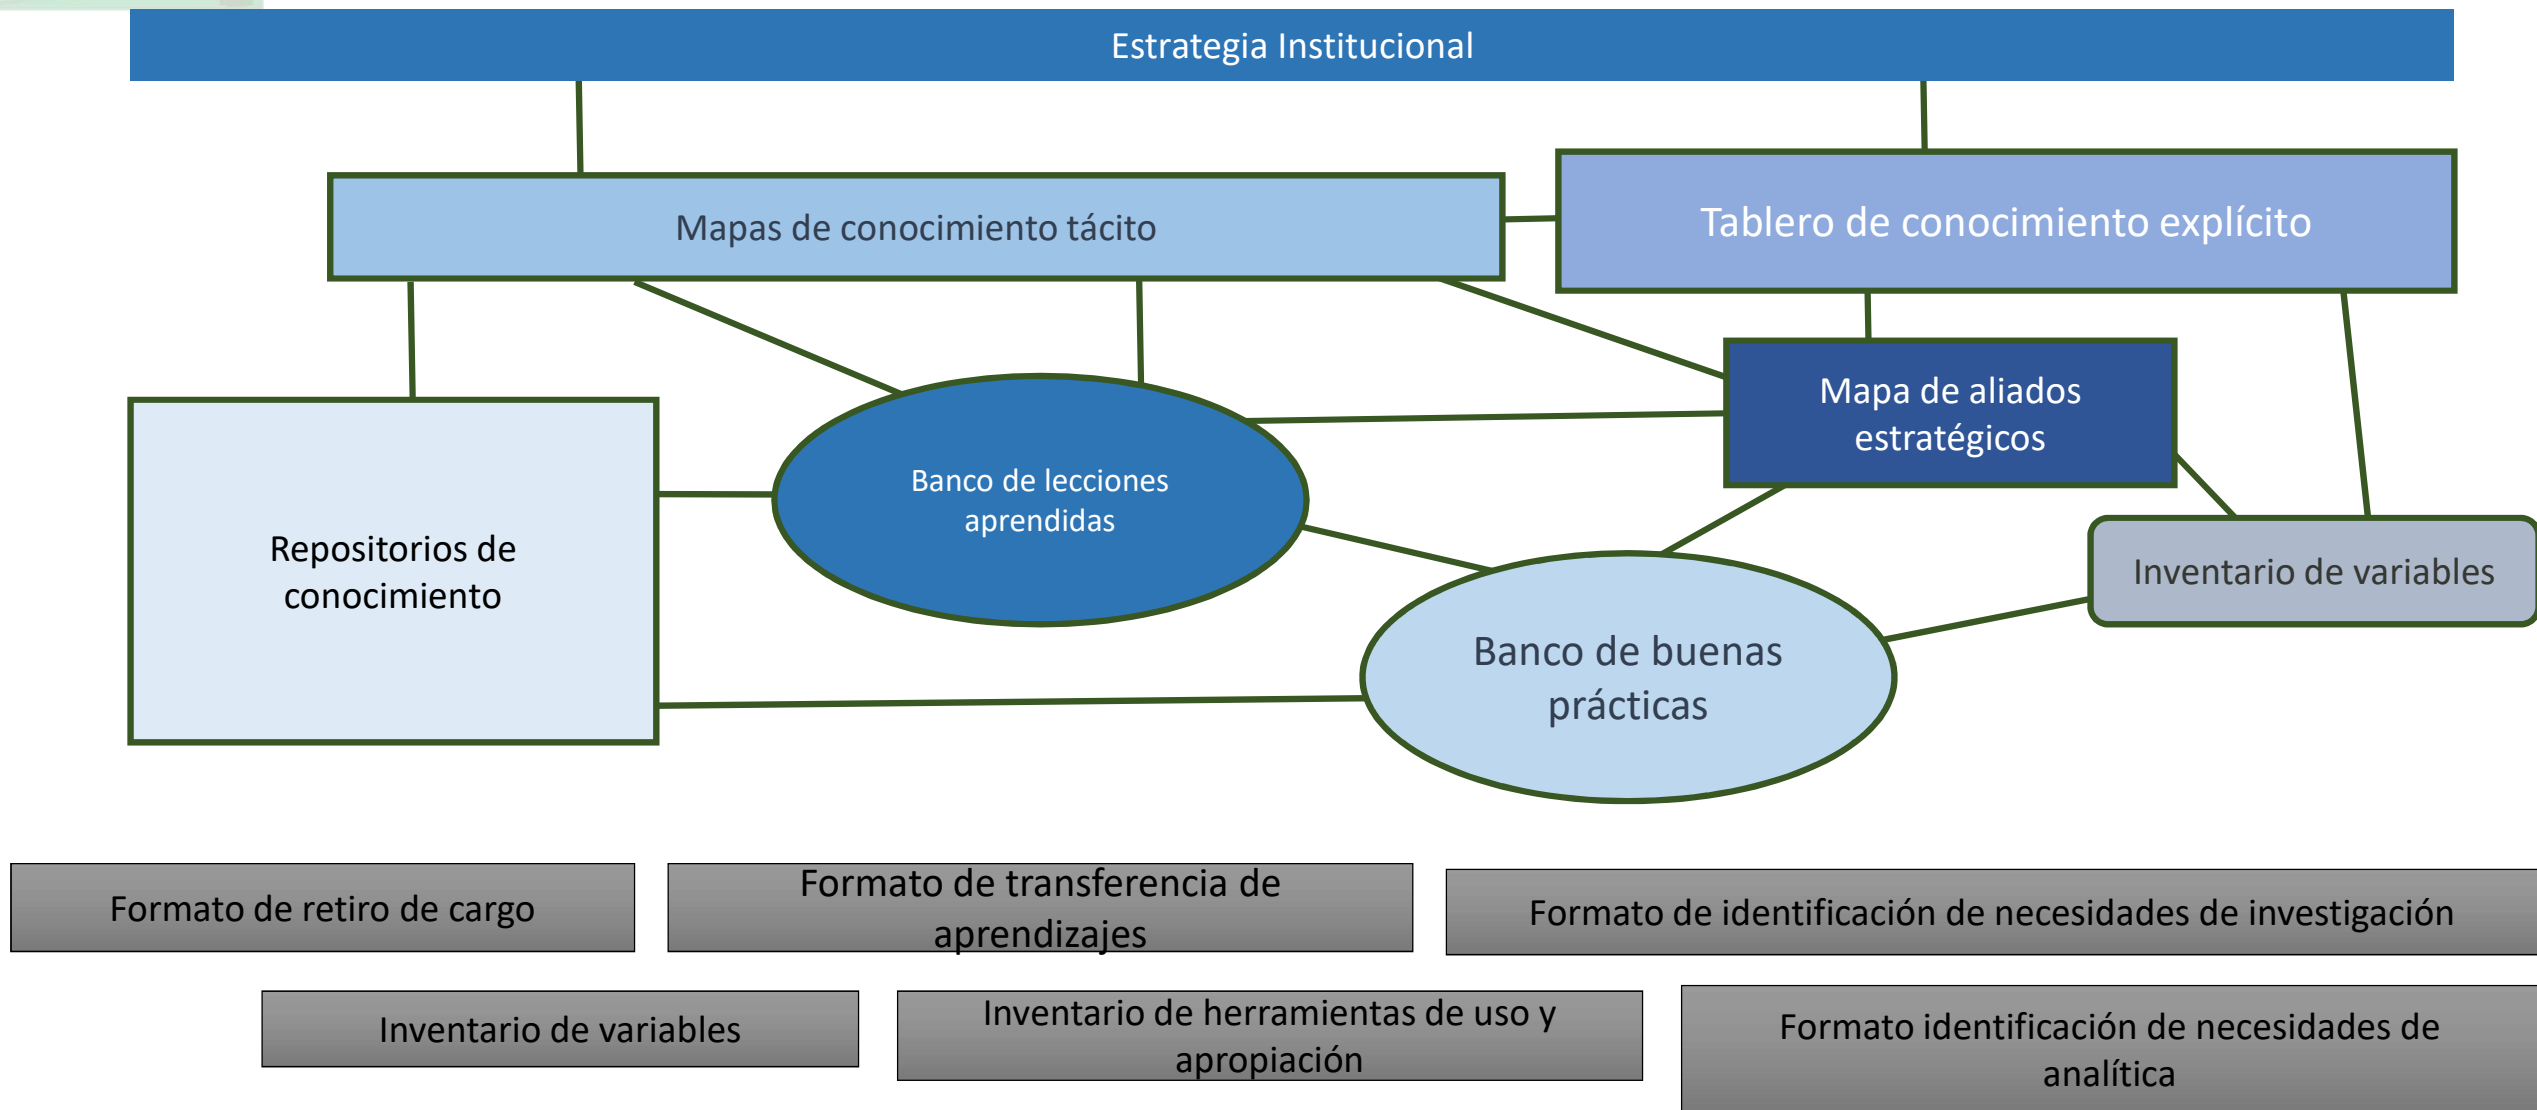 Estrategia Institucional
Mapas de conocimiento tácito
Tablero de conocimiento explícito
Mapa de aliados
estratégicos
Banco de lecciones
aprendidas
Repositorios de
conocimiento
Inventario de variables
Banco de buenas
prácticas
Formato de retiro de cargo
Formato de transferencia de
aprendizajes
Formato de identificación de necesidades de investigación
Inventario de variables
Inventario de herramientas de uso y
apropiación
Formato identificación de necesidades de
analítica